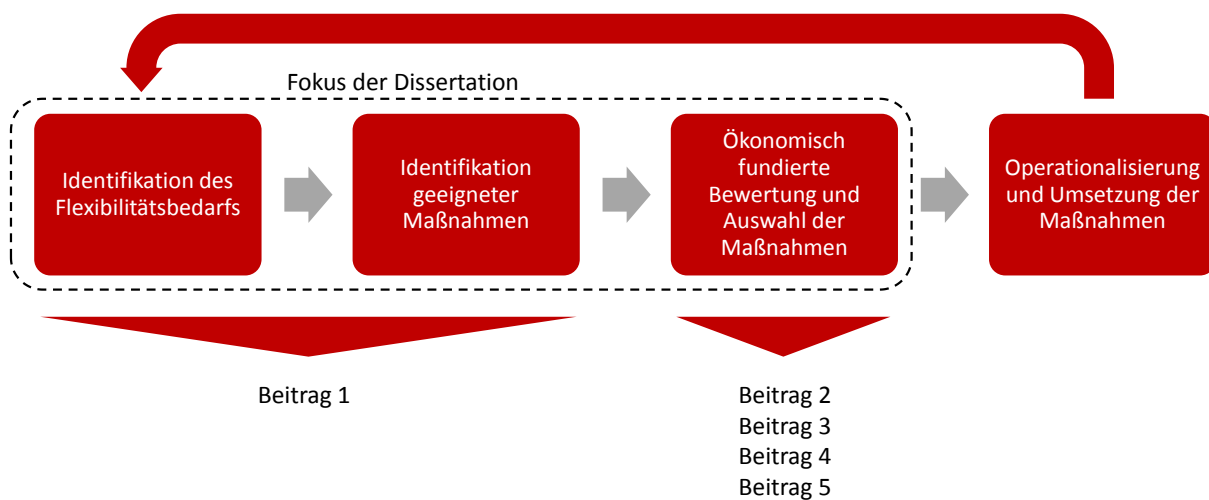 Fokus der Dissertation
Identifikation des
Flexibilitätsbedarfs
Identifikation
geeigneter
Maßnahmen
Ökonomisch
fundierte
Bewertung und
Auswahl der
Maßnahmen
Operationalisierung
und Umsetzung der
Maßnahmen
Beitrag 1
Beitrag 2
Beitrag 3
Beitrag 4
Beitrag 5